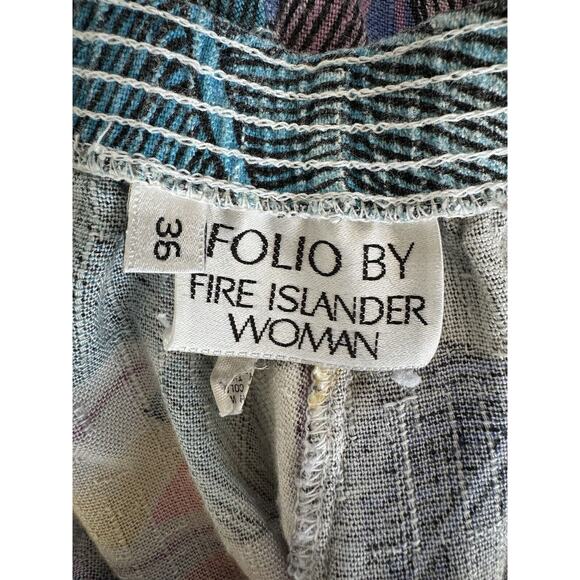 36
FOLIO BY
FIRE ISLANDER
WOMAN